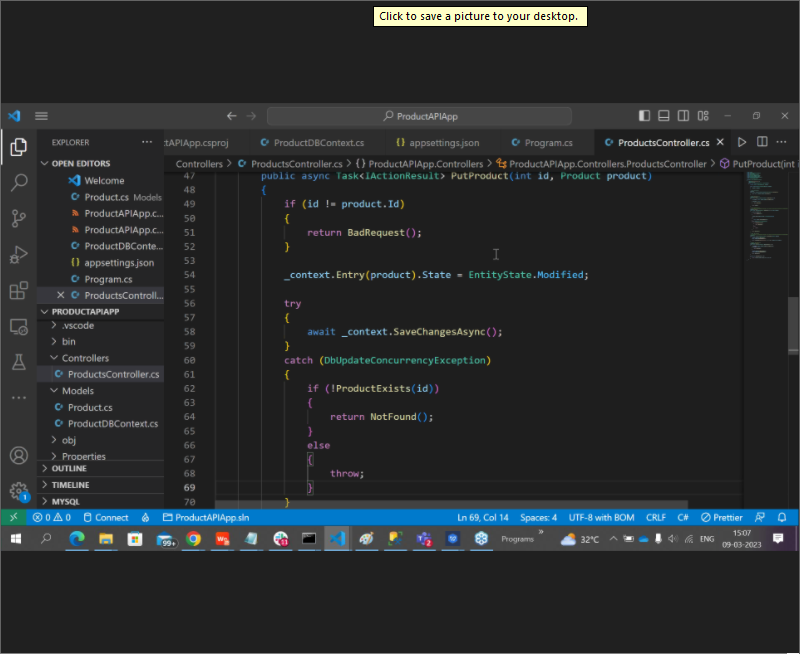 Click to save a picture to your desktop.
ProductAPIApp
EXPLORER
tAPIApp.csproj
ProductDBContext.cs
{} appsettings.json
Program.cs
ProductsController.cs
Controllers > ProductsController.cs > {} ProductAPIApp.Controllers > ProductAPIApp.Controllers.ProductsController > PutProduct(int i
OPEN EDITORS
Welcome
Product.cs Models
ProductAPIApp.c...
ProductAPIApp.c...
ProductDBConte...
{} appsettings.json
Program.cs
ProductsControll...
PRODUCTAPIAPP
.vscode
bin
Controllers
ProductsController.cs
Models
Product.cs
ProductDBContext.cs
obj
Properties
OUTLINE
TIMELINE
MYSQL
47 public async Task<IActionResult> PutProduct(int id, Product product)
48 {
49 if (id != product.Id)
50 {
51 return BadRequest();
52 }
53
54 _context.Entry(product).State = EntityState.Modified;
55
56 try
57 {
58 await _context.SaveChangesAsync();
59 }
60 catch (DbUpdateConcurrencyException)
61 {
62 if (!ProductExists(id))
63 {
64 return NotFound();
65 }
66 else
67 {
68 throw;
69 }
70 }
1
0 0 Connect ProductAPIApp.sln Ln 69, Col 14 Spaces: 4 UTF-8 with BOM CRLF C# Prettier
99+ Programs 32°C ENG 15:07
09-03-2023